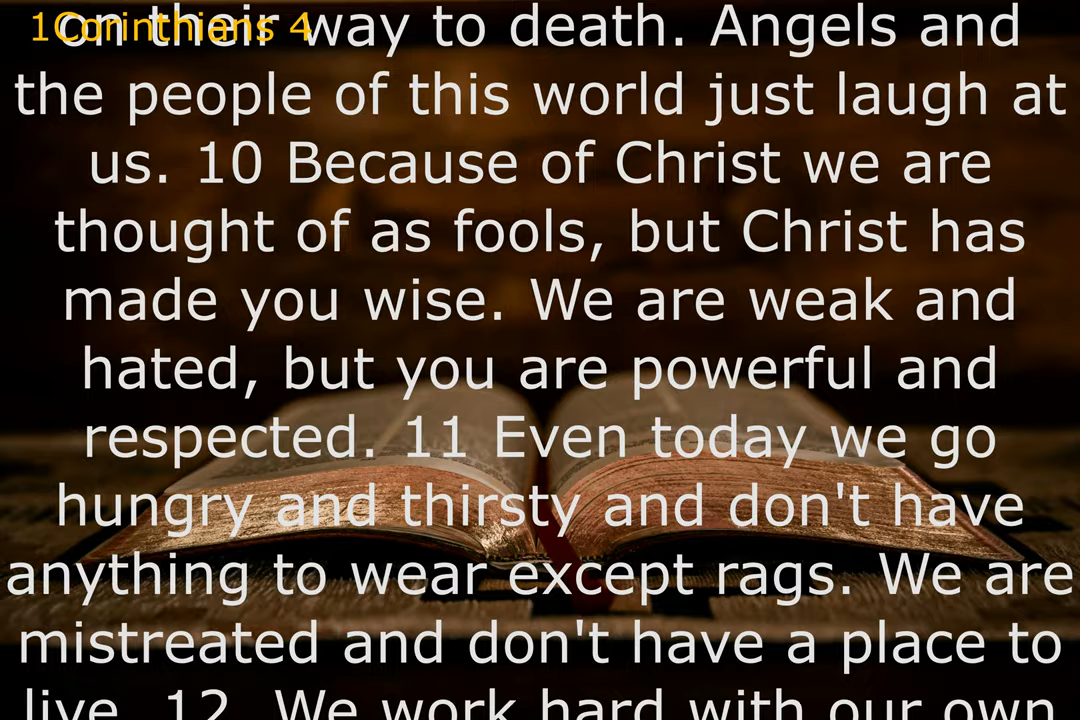 1Corinthians 4
on their way to death. Angels and
the people of this world just laugh at
us. 10 Because of Christ we are
thought of as fools, but Christ has
made you wise. We are weak and
hated, but you are powerful and
respected. 11 Even today we go
hungry and thirsty and don't have
anything to wear except rags. We are
mistreated and don't have a place to
live. 12 We work hard with our own